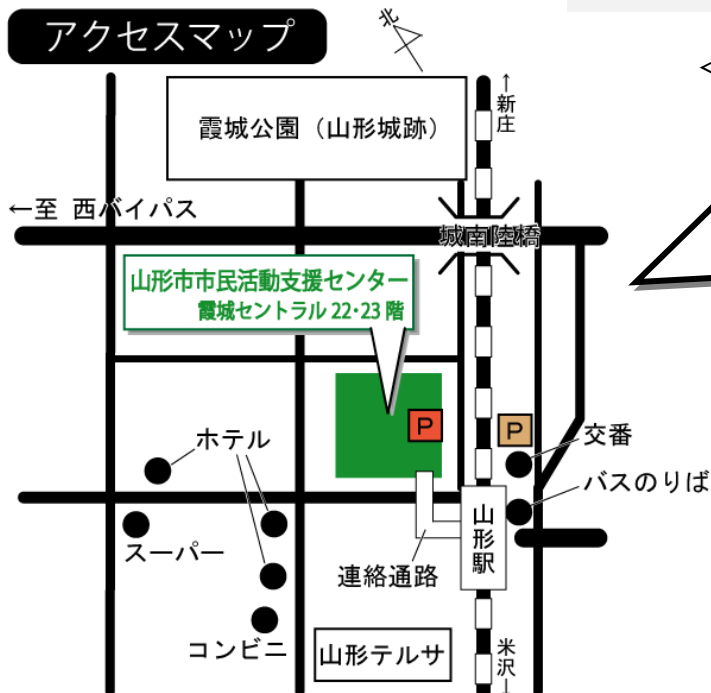 アクセスマップ
北
↑新庄
霞城公園（山形城跡）
←至 西バイパス
城南陸橋
山形市市民活動支援センター
霞城セントラル 22・23 階
P
P
交番
ホテル
バスのりば
スーパー
山形駅
連絡通路
コンビニ
山形テルサ
米沢↓